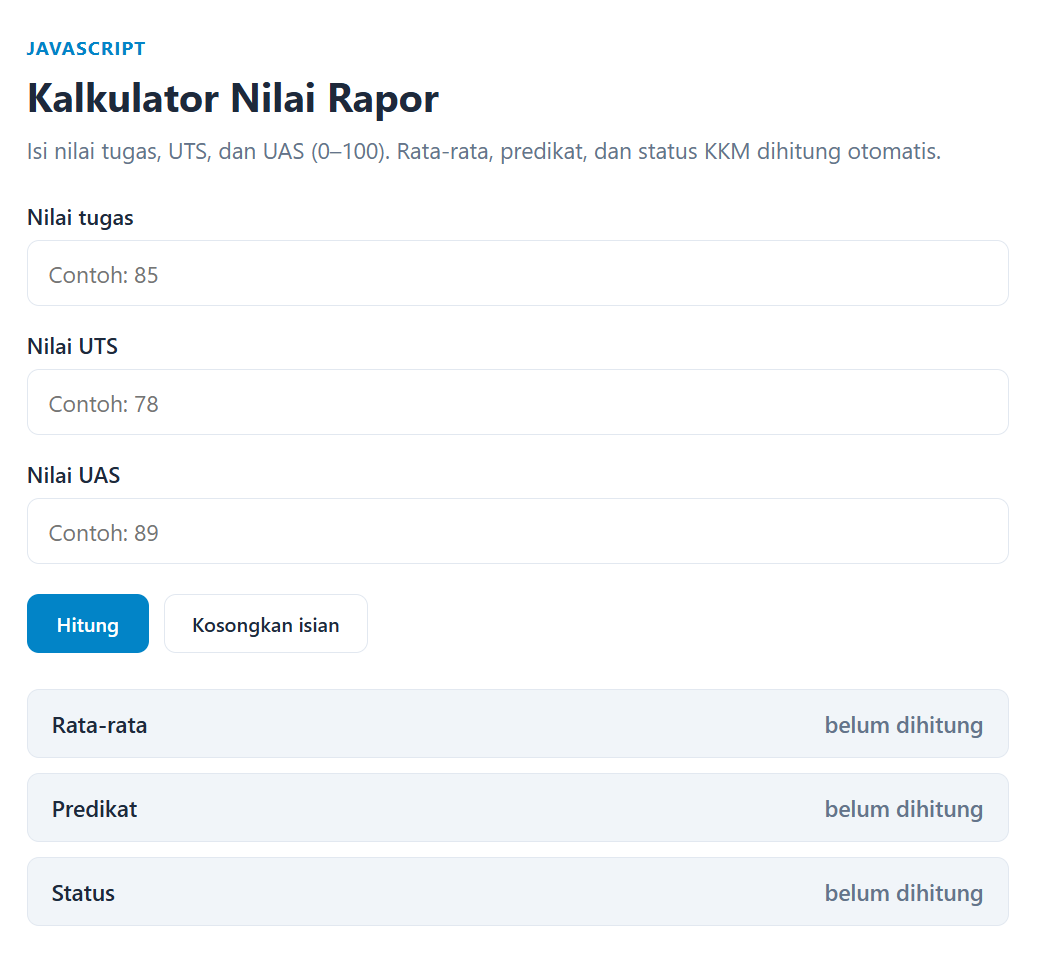 JAVASCRIPT
Kalkulator Nilai Rapor
Isi nilai tugas, UTS, dan UAS (0–100). Rata-rata, predikat, dan status KKM dihitung otomatis.
Nilai tugas
Contoh: 85
Nilai UTS
Contoh: 78
Nilai UAS
Contoh: 89
Hitung Kosongkan isian
Rata-rata belum dihitung
Predikat belum dihitung
Status belum dihitung